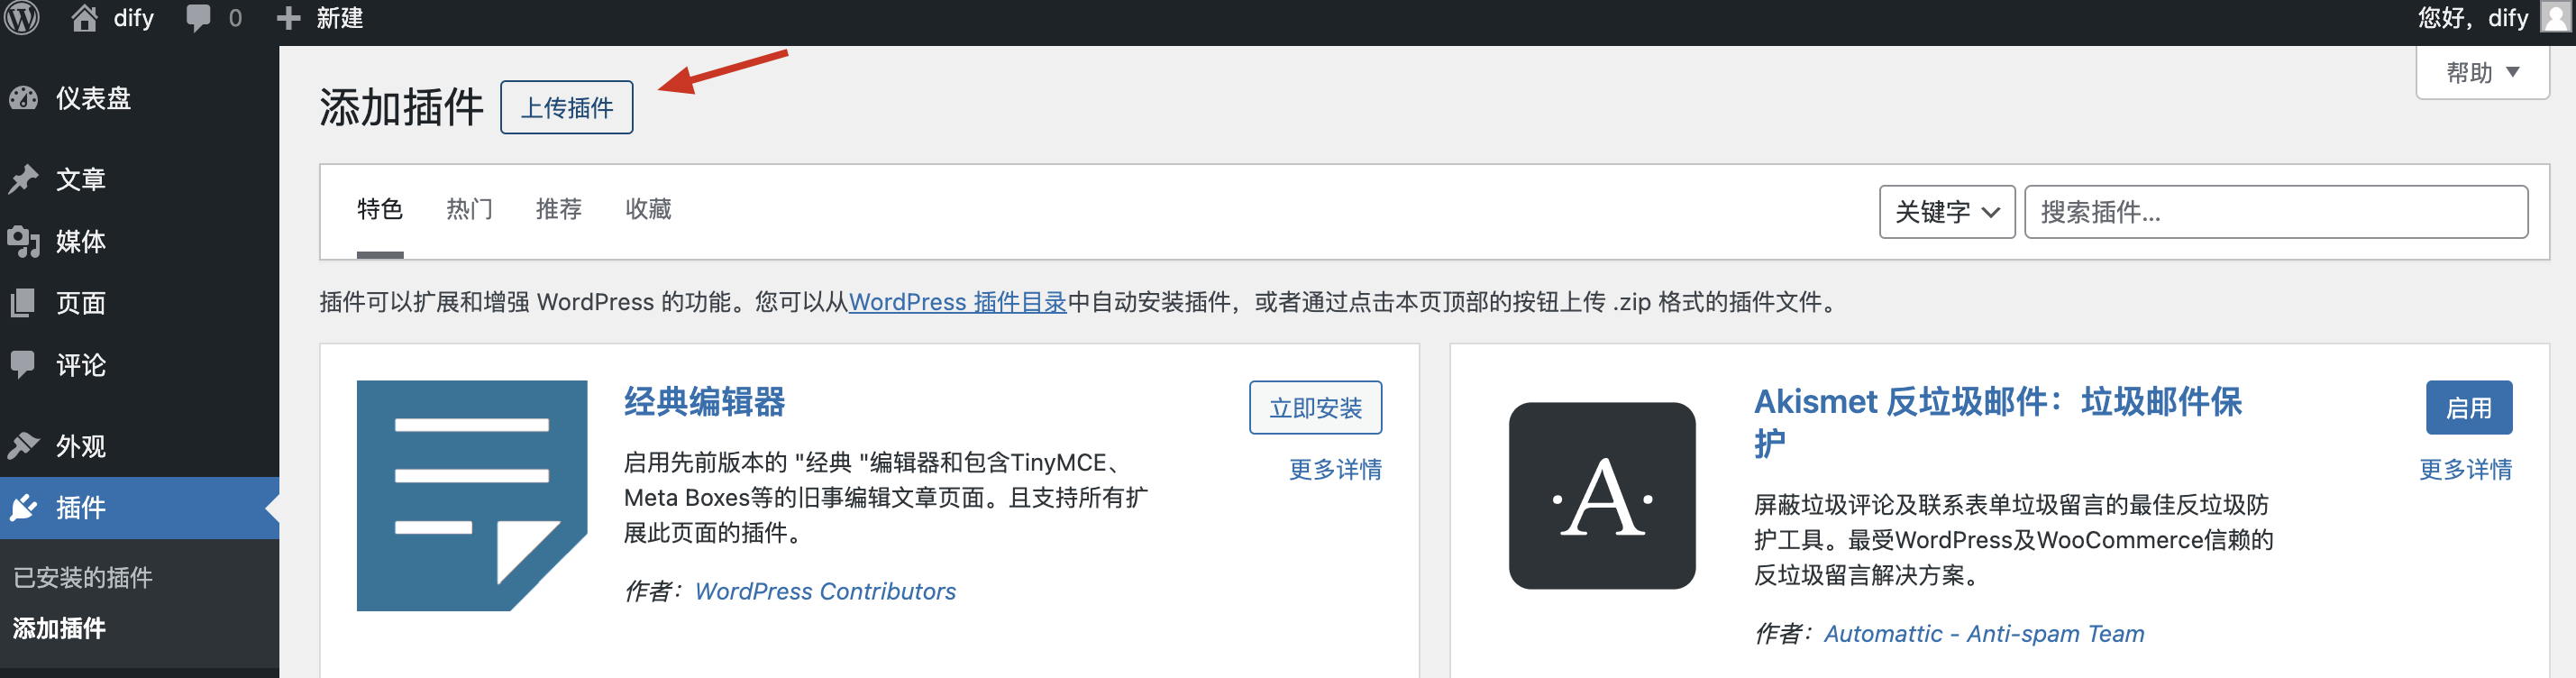 dify 0 新建 您好，dify
仪表盘
文章
媒体
页面
评论
外观
插件
已安装的插件
添加插件
添加插件 上传插件 帮助
特色 热门 推荐 收藏 关键字 搜索插件...
插件可以扩展和增强 WordPress 的功能。您可以从WordPress 插件目录中自动安装插件，或者通过点击本页顶部的按钮上传 .zip 格式的插件文件。
经典编辑器
立即安装
更多详情
启用先前版本的 "经典 "编辑器和包含TinyMCE、
Meta Boxes等的旧事编辑文章页面。且支持所有扩
展此页面的插件。
作者：WordPress Contributors
A
Akismet 反垃圾邮件：垃圾邮件保
护
启用
更多详情
屏蔽垃圾评论及联系表单垃圾留言的最佳反垃圾防
护工具。最受WordPress及WooCommerce信赖的
反垃圾留言解决方案。
作者：Automattic - Anti-spam Team